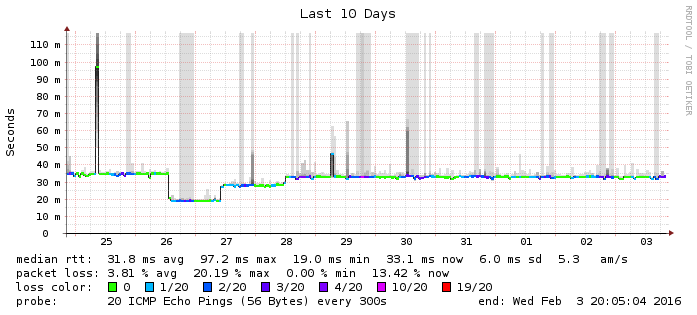 Last 10 Days
RRDTOOL / TOBI OETIKER
Seconds
110 m
100 m
90 m
80 m
70 m
60 m
50 m
40 m
30 m
20 m
10 m
0
25 26 27 28 29 30 31 01 02 03
median rtt: 31.8 ms avg 97.2 ms max 19.0 ms min 33.1 ms now 6.0 ms sd 5.3 am/s
packet loss: 3.81 % avg 20.19 % max 0.00 % min 13.42 % now
loss color: 0 1/20 2/20 3/20 4/20 10/20 19/20
probe: 20 ICMP Echo Pings (56 Bytes) every 300s end: Wed Feb 3 20:05:04 2016